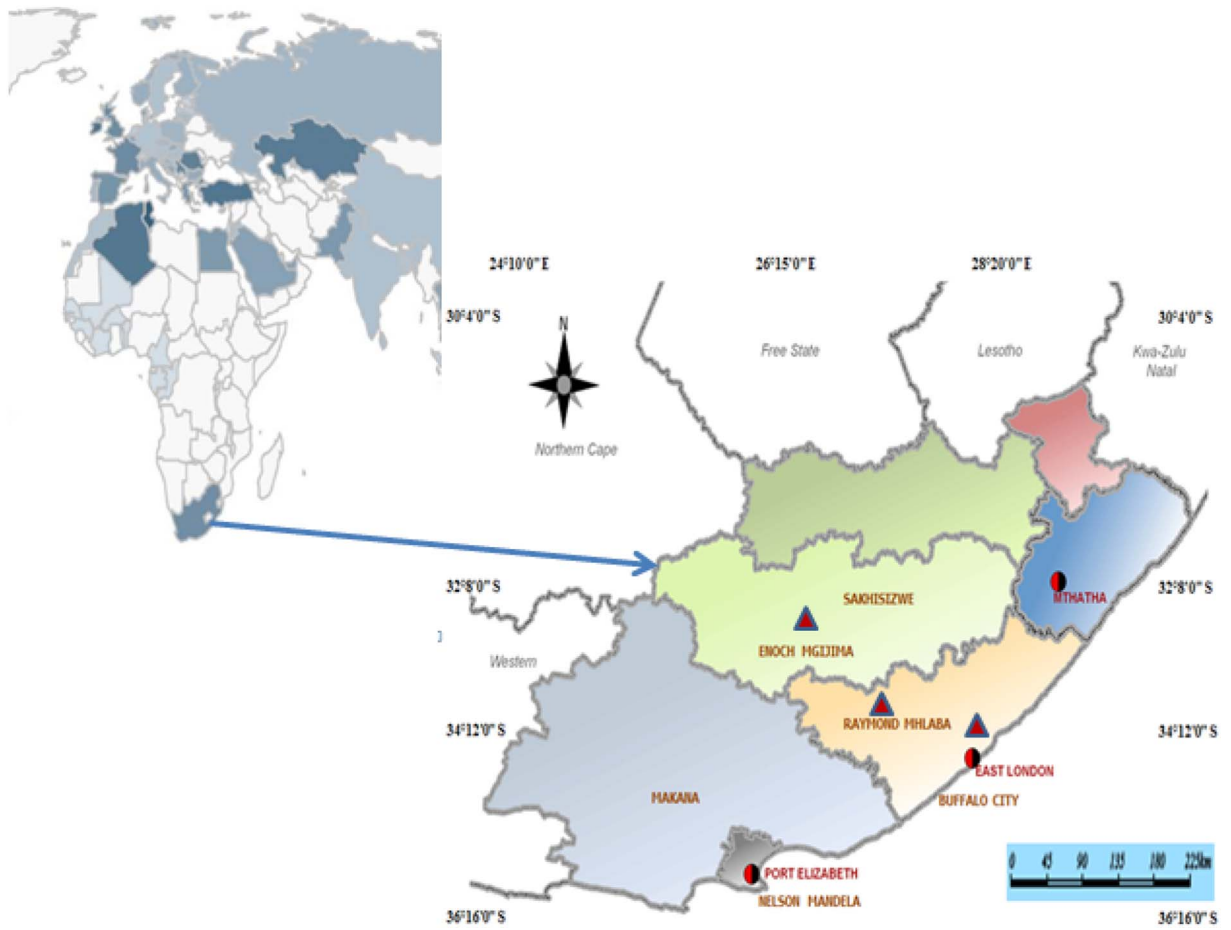 24°10'0"E 26°15'0"E 28°20'0"E
30°4'0"S 30°4'0"S
N
Free State
Lesotho
Kwa-Zulu
Natal
Northern Cape
32°8'0"S 32°8'0"S
SAKHISIZWE
MTHATHA
ENOCH MGIJIMA
Western
34°12'0"S 34°12'0"S
RAYMOND MHLABA
EAST LONDON
MAKANA
BUFFALO CITY
PORT ELIZABETH
NELSON MANDELA
0 45 90 135 180 225km
36°16'0"S 36°16'0"S